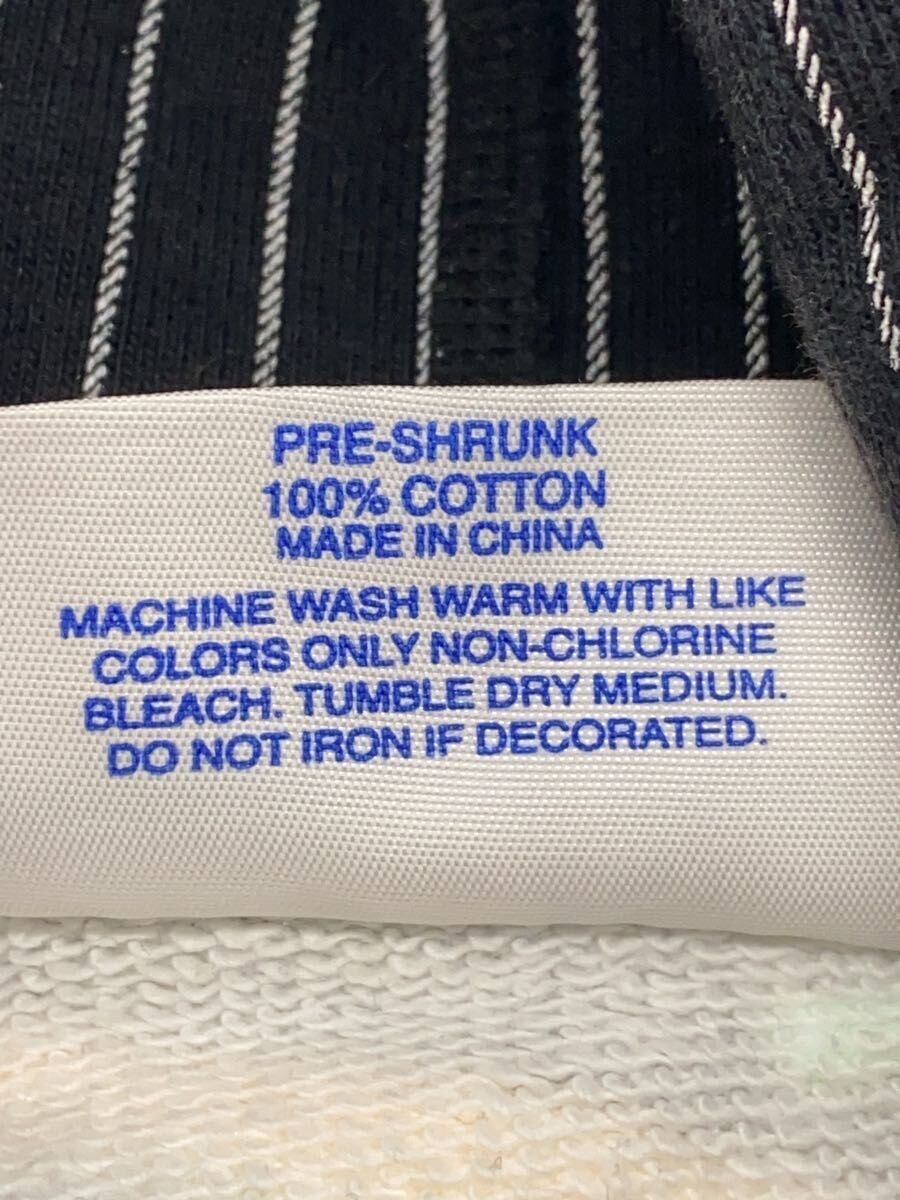 PRE-SHRUNK
100% COTTON
MADE IN CHINA
MACHINE WASH WARM WITH LIKE
COLORS ONLY NON-CHLORINE
BLEACH. TUMBLE DRY MEDIUM.
DO NOT IRON IF DECORATED.